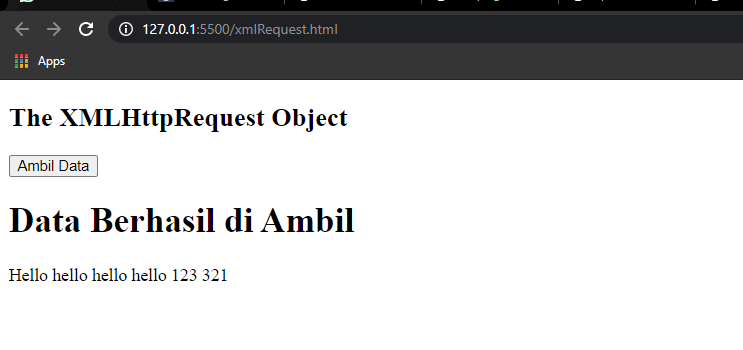 127.0.0.1:5500/xmlRequest.html
Apps
The XMLHttpRequest Object
Ambil Data
Data Berhasil di Ambil
Hello hello hello hello 123 321